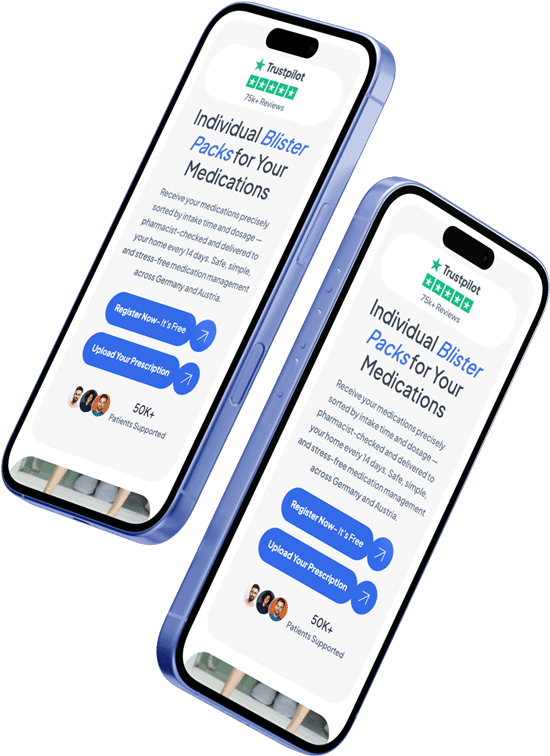 Trustpilot
75k+ Reviews
Individual Blister
Packs for Your
Medications
Receive your medications precisely
sorted by intake time and dosage —
pharmacist-checked and delivered to
your home every 14 days. Safe, simple,
and stress-free medication management
across Germany and Austria.
Register Now- It's Free
Upload Your Prescription
50K+
Patients Supported
Trustpilot
75k+ Reviews
Individual Blister
Packs for Your
Medications
Receive your medications precisely
sorted by intake time and dosage —
pharmacist-checked and delivered to
your home every 14 days. Safe, simple,
and stress-free medication management
across Germany and Austria.
Register Now- It's Free
Upload Your Prescription
50K+
Patients Supported